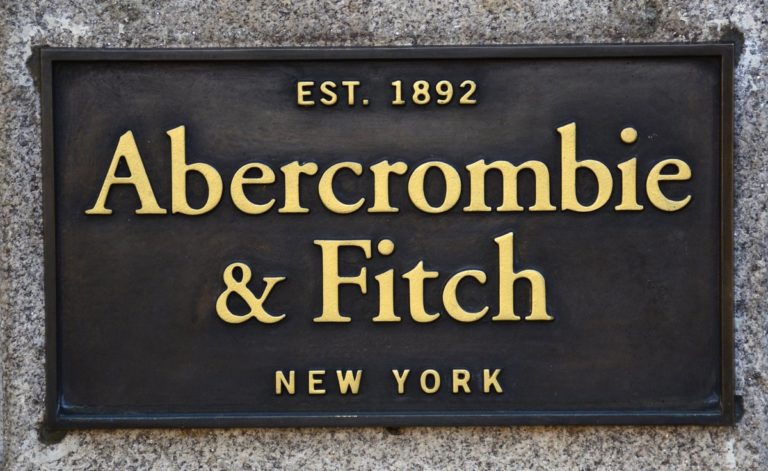 EST. 1892
Abercrombie
& Fitch
NEW YORK